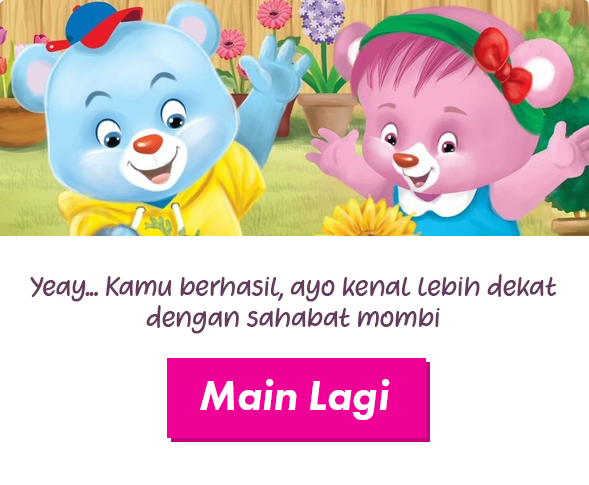 Yeay... Kamu berhasil, ayo kenal lebih dekat
dengan sahabat mombi
Main Lagi